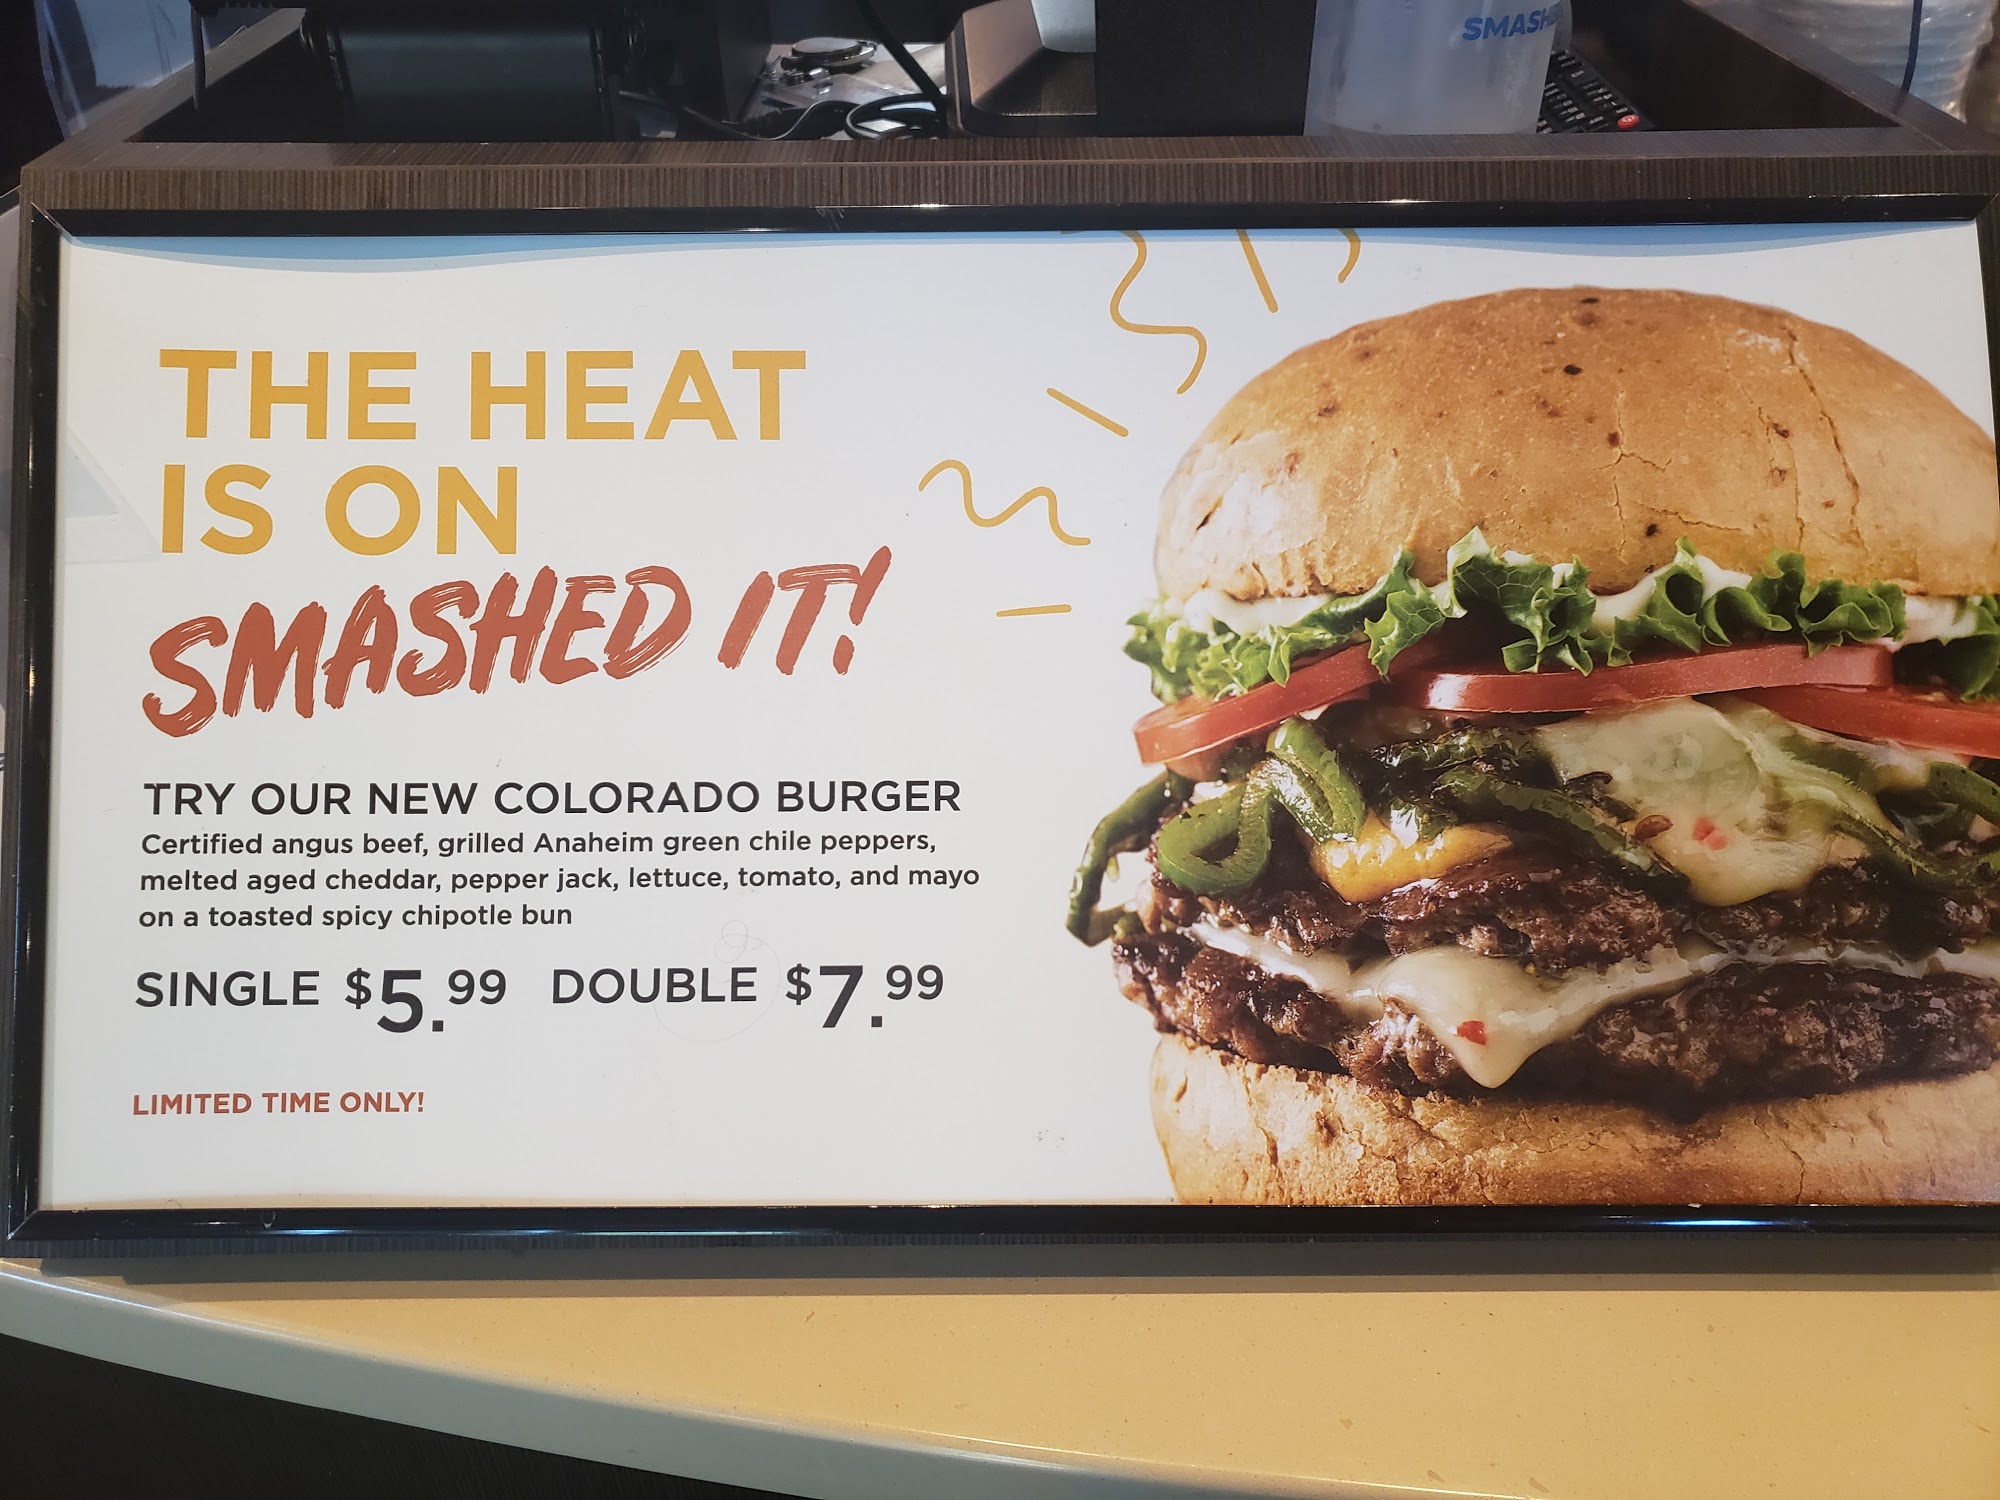 SMASH
THE HEAT
IS ON
SMASHED IT!
TRY OUR NEW COLORADO BURGER
Certified angus beef, grilled Anaheim green chile peppers,
melted aged cheddar, pepper jack, lettuce, tomato, and mayo
on a toasted spicy chipotle bun
SINGLE $5.99 DOUBLE $7.99
LIMITED TIME ONLY!